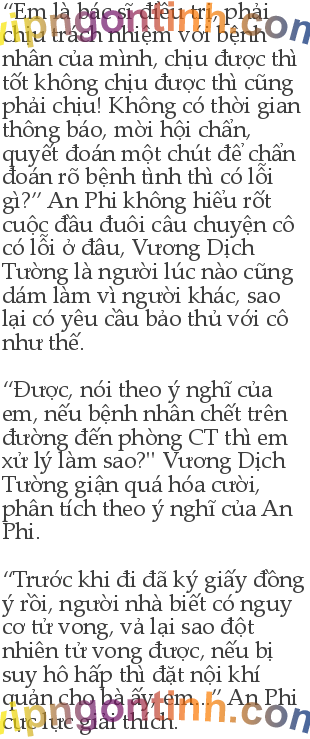 “Em là bác sĩ điều trị, phải
chịu trách nhiệm với bệnh
nhân của mình, chịu được thì
tốt không chịu được thì cũng
phải chịu! Không có thời gian
thông báo, mời hội chẩn,
quyết đoán một chút để chẩn
đoán rõ bệnh tình thì có lỗi
gì?” An Phi không hiểu rốt
cuộc đầu đuôi câu chuyện cô
có lỗi ở đâu, Vương Dịch
Tường là người lúc nào cũng
dám làm vì người khác, sao
lại có yêu cầu bảo thủ với cô
như thế.
“Được, nói theo ý nghĩ của
em, nếu bệnh nhân chết trên
đường đến phòng CT thì em
xử lý làm sao?" Vương Dịch
Tường giận quá hóa cười,
phân tích theo ý nghĩ của An
Phi.
“Trước khi đi đã ký giấy đồng
ý rồi, người nhà biết có nguy
cơ tử vong, vả lại sao đột
nhiên tử vong được, nếu bị
suy hô hấp thì đặt nội khí
quản cho bà ấy, em...” An Phi
cực lực giải thích.
vipngontinh.com
vipngontinh.com